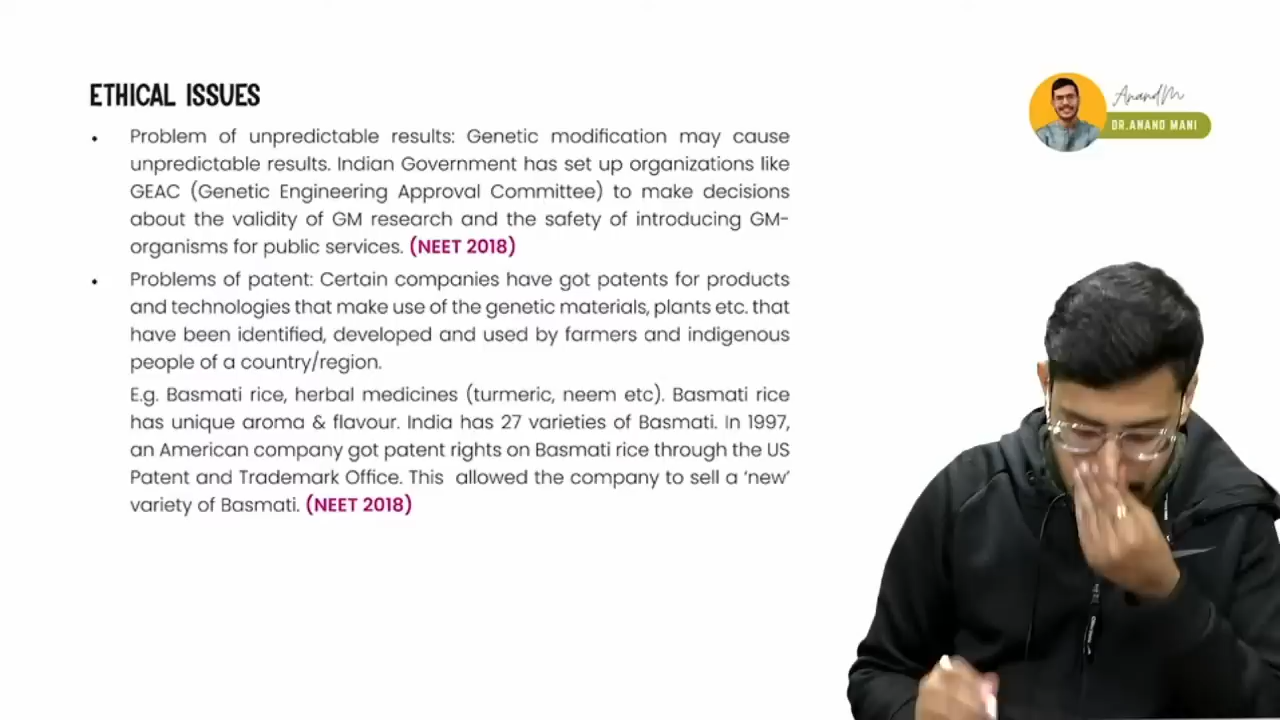 ETHICAL ISSUES
• Problem of unpredictable results: Genetic modification may cause
unpredictable results. Indian Government has set up organizations like
GEAC (Genetic Engineering Approval Committee) to make decisions
about the validity of GM research and the safety of introducing GM-
organisms for public services. (NEET 2018)
• Problems of patent: Certain companies have got patents for products
and technologies that make use of the genetic materials, plants etc. that
have been identified, developed and used by farmers and indigenous
people of a country/region.
E.g. Basmati rice, herbal medicines (turmeric, neem etc). Basmati rice
has unique aroma & flavour. India has 27 varieties of Basmati. In 1997,
an American company got patent rights on Basmati rice through the US
Patent and Trademark Office. This allowed the company to sell a ‘new’
variety of Basmati. (NEET 2018)
AnandM
DR.ANAND MANI